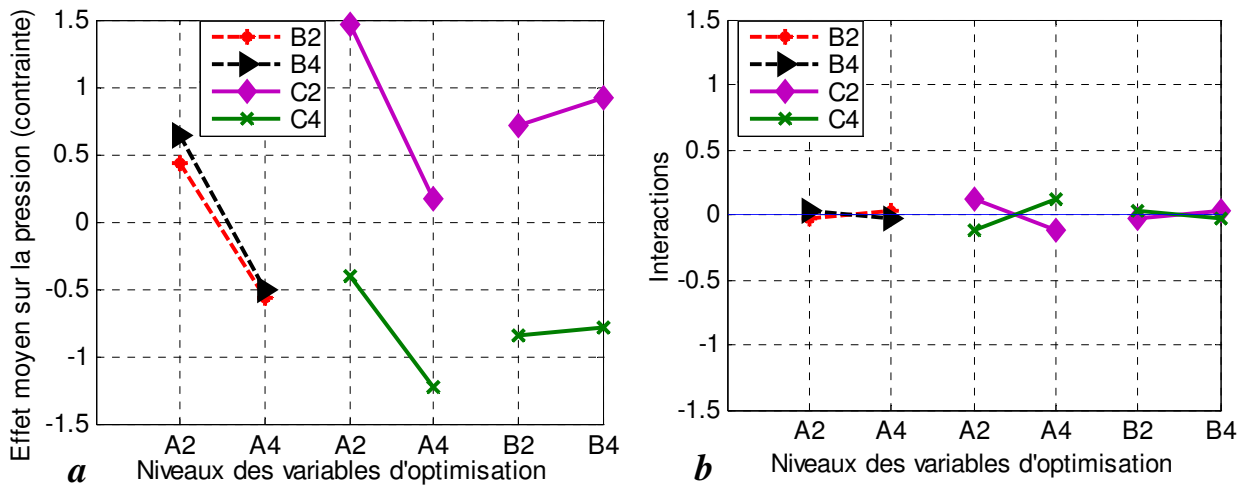 Effet moyen sur la pression (contrainte)
1.5
1
0.5
0
-0.5
-1
-1.5
B2
B4
C2
C4
A2 A4 A2 A4 B2 B4
Niveaux des variables d'optimisation
a
Interactions
1.5
1
0.5
0
-0.5
-1
-1.5
B2
B4
C2
C4
A2 A4 A2 A4 B2 B4
Niveaux des variables d'optimisation
b